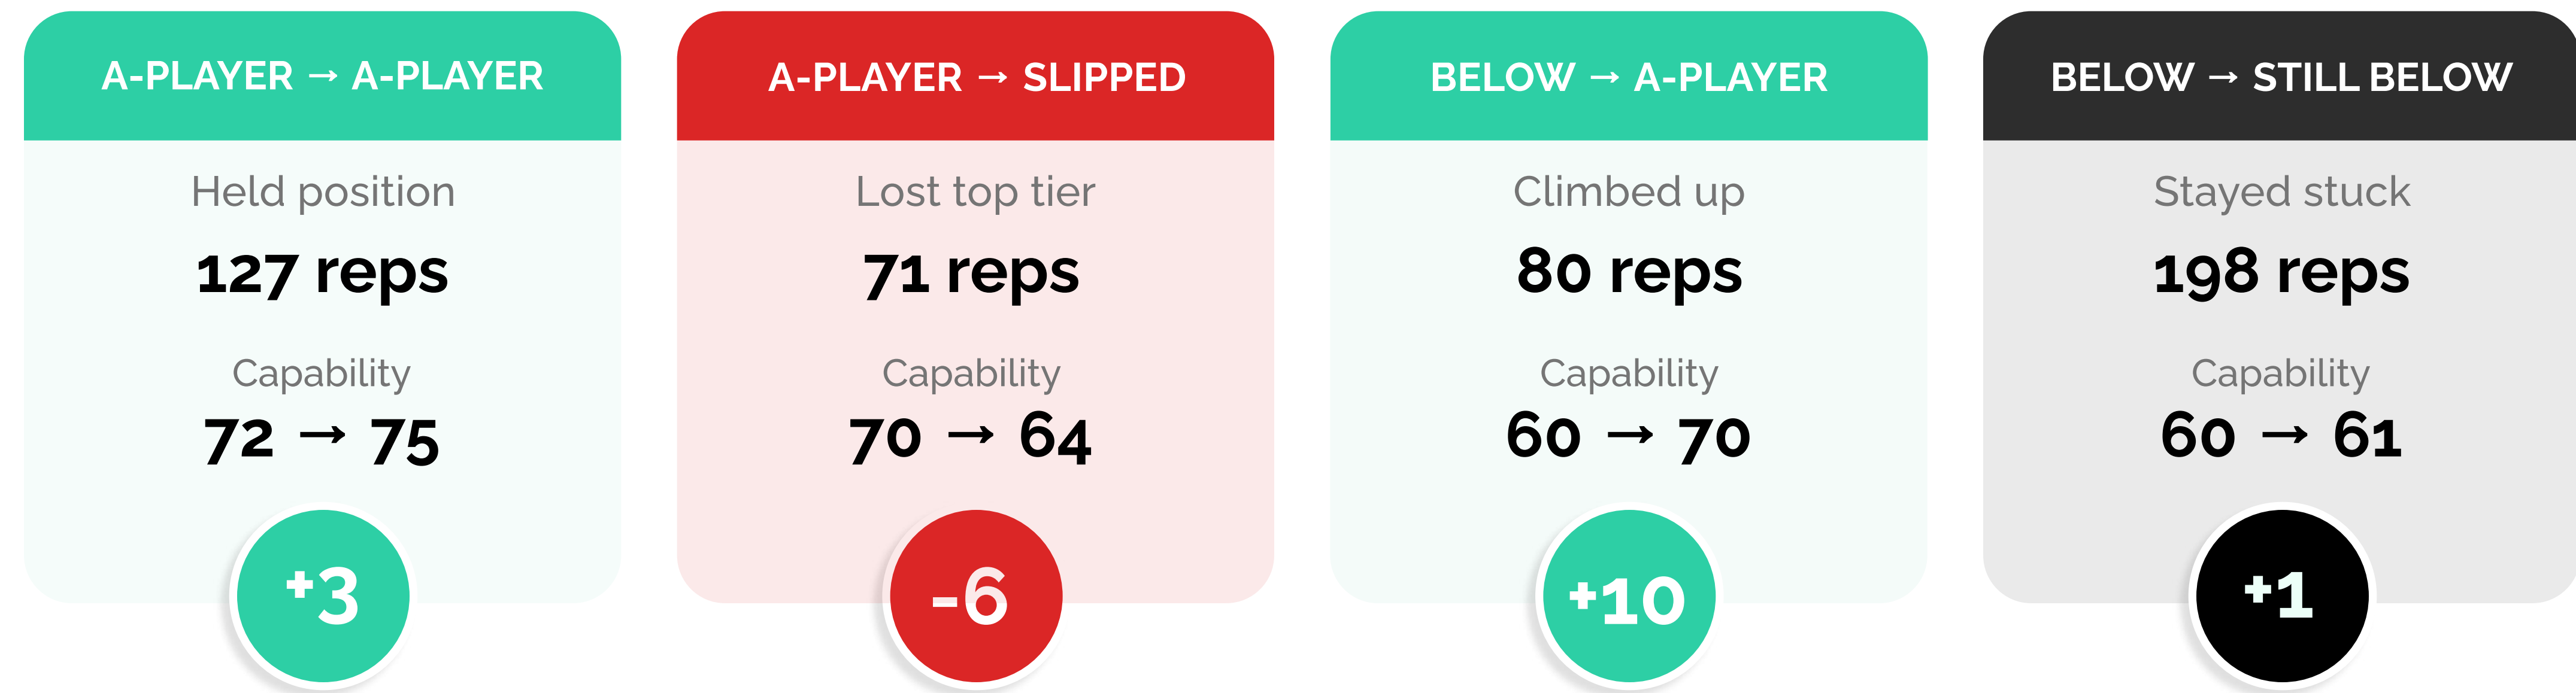 A-PLAYER → A-PLAYER
Held position
127 reps
Capability
72 → 75
+3
A-PLAYER → SLIPPED
Lost top tier
71 reps
Capability
70 → 64
-6
BELOW → A-PLAYER
Climbed up
80 reps
Capability
60 → 70
+10
BELOW → STILL BELOW
Stayed stuck
198 reps
Capability
60 → 61
+1